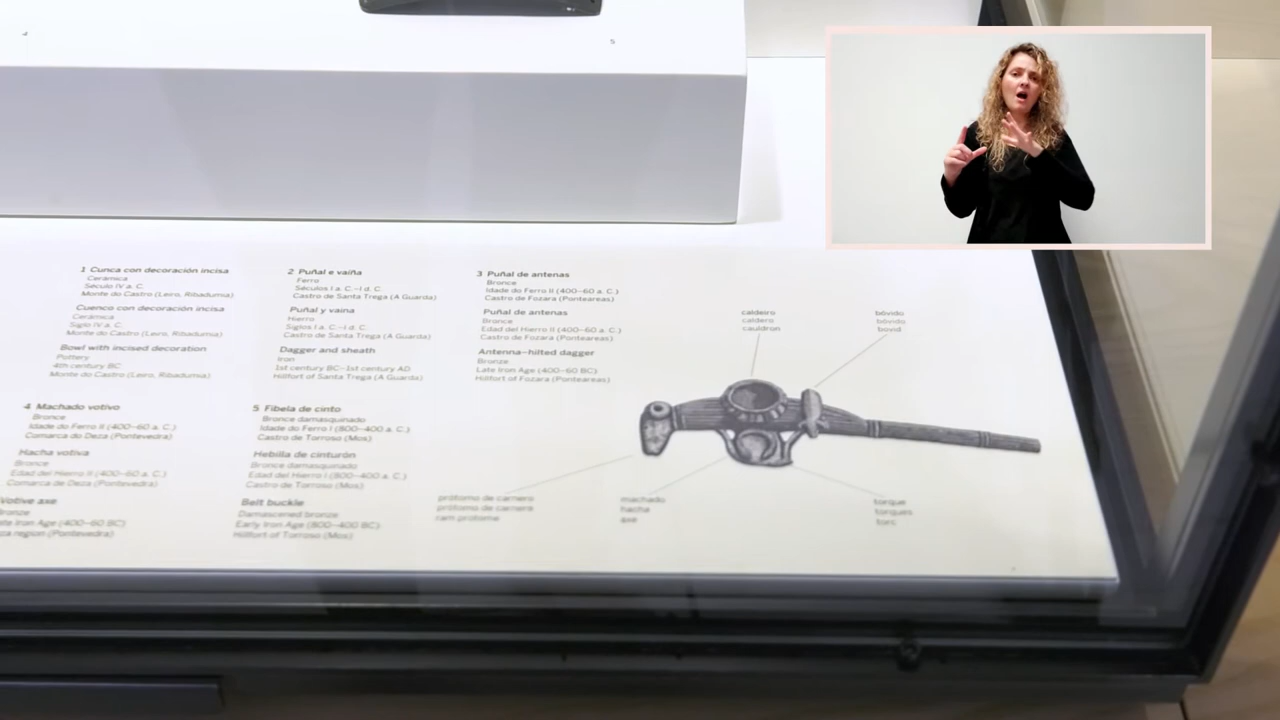 4
5
1 Cunca con decoración incisa
Cerámica
Século IV a. C.
Monte do Castro (Leiro, Ribadumia)
Cuenco con decoración incisa
Cerámica
Siglo IV a. C.
Monte do Castro (Leiro, Ribadumia)
Bowl with incised decoration
Pottery
4th century BC
Monte do Castro (Leiro, Ribadumia)
2 Puñal e vaíña
Ferro
Séculos I a. C.-I d. C.
Castro de Santa Trega (A Guarda)
Puñal y vaina
Hierro
Siglos I a. C.-I d. C.
Castro de Santa Trega (A Guarda)
Dagger and sheath
Iron
1st century BC-1st century AD
Hillfort of Santa Trega (A Guarda)
3 Puñal de antenas
Bronce
Idade do Ferro II (400-60 a. C.)
Castro de Fozara (Ponteareas)
Puñal de antenas
Bronce
Edad del Hierro II (400-60 a. C.)
Castro de Fozara (Ponteareas)
Antenna-hilted dagger
Bronze
Late Iron Age (400-60 BC)
Hillfort of Fozara (Ponteareas)
4 Machado votivo
Bronce
Idade do Ferro II (400-60 a. C.)
Comarca do Deza (Pontevedra)
Hacha votiva
Bronce
Edad del Hierro II (400-60 a. C.)
Comarca de Deza (Pontevedra)
Votive axe
Bronze
Iron Age (400-60 BC)
region (Pontevedra)
5 Fíbela de cinto
Bronce damasquinado
Idade do Ferro I (800-400 a. C.)
Castro de Torroso (Mos)
Hebilla de cinturón
Bronce damasquinado
Edad del Hierro I (800-400 a. C.)
Castro de Torroso (Mos)
Belt buckle
Damascened bronze
Early Iron Age (800-400 BC)
Hillfort of Torroso (Mos)
caldeiro
caldero
cauldron
bóvido
bóvido
bovid
prótomo de carneiro
prótomo de carnero
ram protome
machado
hacha
axe
torque
torques
torc